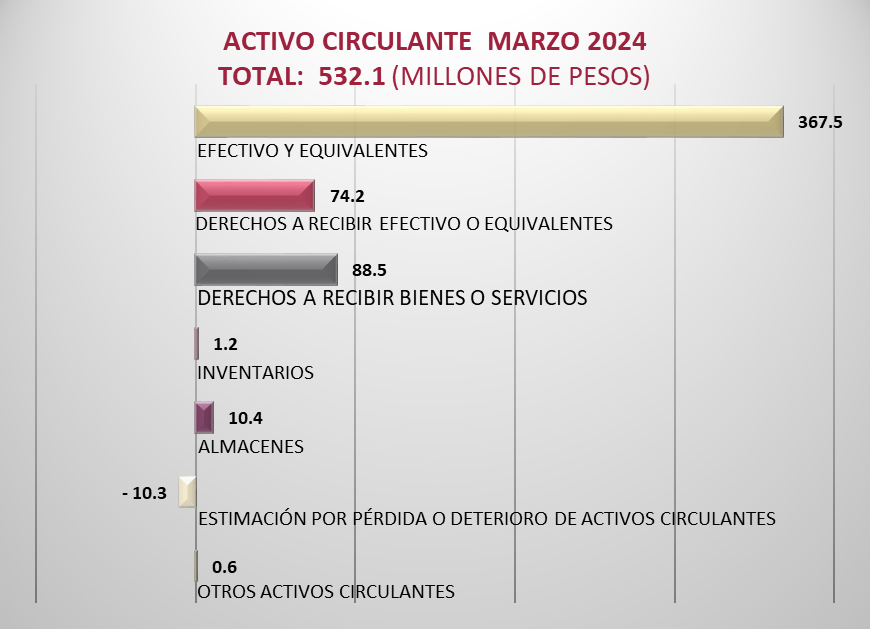 ACTIVO CIRCULANTE MARZO 2024
TOTAL: 532.1 (MILLONES DE PESOS)
367.5
EFECTIVO Y EQUIVALENTES
74.2
DERECHOS A RECIBIR EFECTIVO O EQUIVALENTES
88.5
DERECHOS A RECIBIR BIENES O SERVICIOS
1.2
INVENTARIOS
10.4
ALMACENES
- 10.3
ESTIMACIÓN POR PÉRDIDA O DETERIORO DE ACTIVOS CIRCULANTES
0.6
OTROS ACTIVOS CIRCULANTES